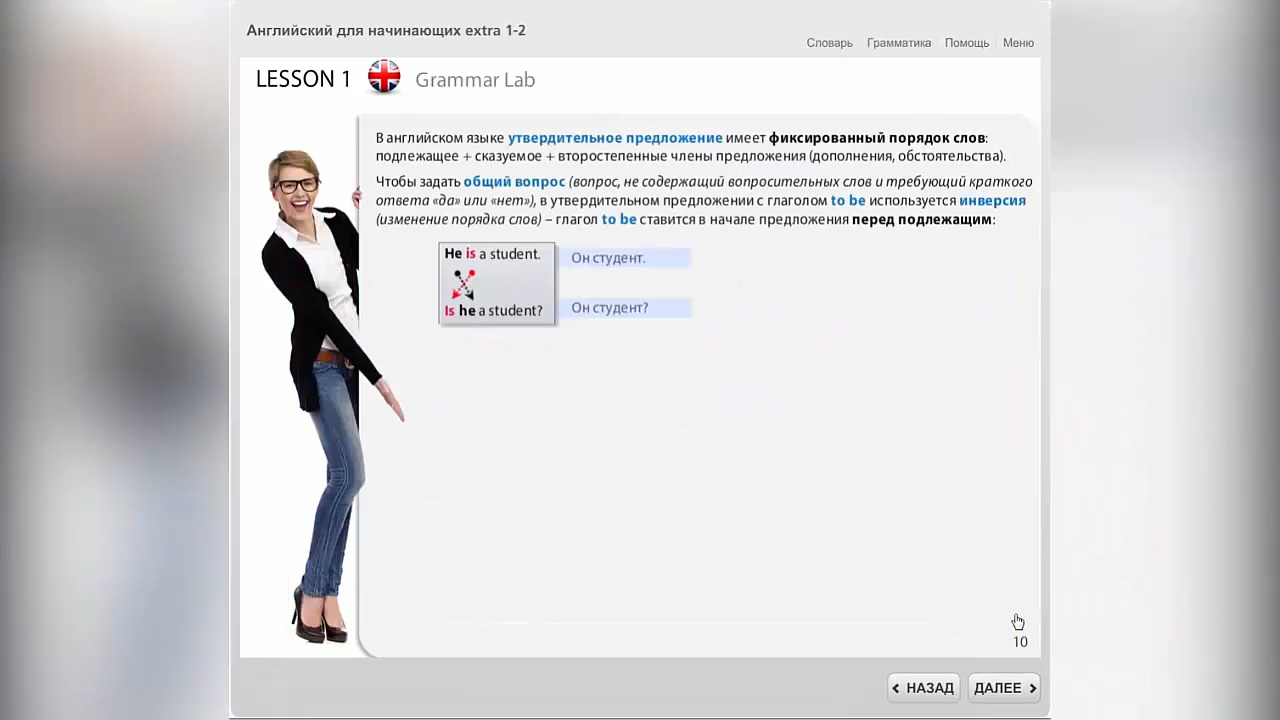 Английский для начинающих extra 1-2
Словарь Грамматика Помощь Меню
LESSON 1 Grammar Lab
В английском языке утвердительное предложение имеет фиксированный порядок слов:
подлежащее + сказуемое + второстепенные члены предложения (дополнения, обстоятельства).
Чтобы задать общий вопрос (вопрос, не содержащий вопросительных слов и требующий краткого
ответа «да» или «нет»), в утвердительном предложении с глаголом to be используется инверсия
(изменение порядка слов) – глагол to be ставится в начале предложения перед подлежащим:
He is a student. Он студент.
Is he a student? Он студент?
10
НАЗАД ДАЛЕЕ